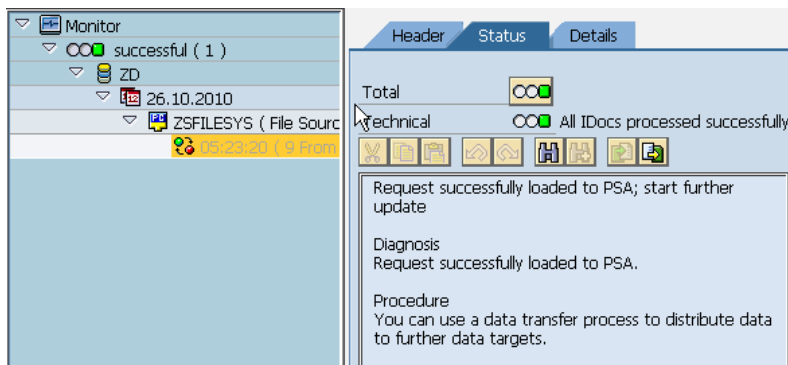 Monitor
successful ( 1 )
ZD
12
26.10.2010
ZSFILESYS ( File Sourc
05:23:20 ( 9 From
Header Status Details
Total
Technical All IDocs processed successfully
Request successfully loaded to PSA; start further
update
Diagnosis
Request successfully loaded to PSA.
Procedure
You can use a data transfer process to distribute data
to further data targets.